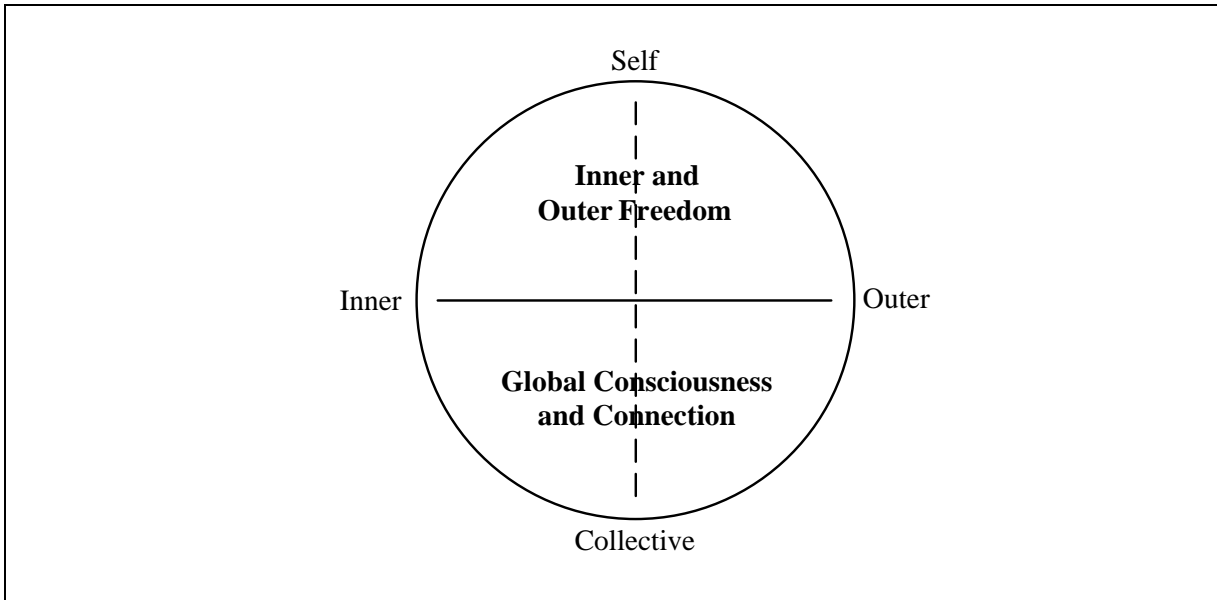 Self
Inner and
Outer Freedom
Inner
Outer
Global Consciousness
and Connection
Collective